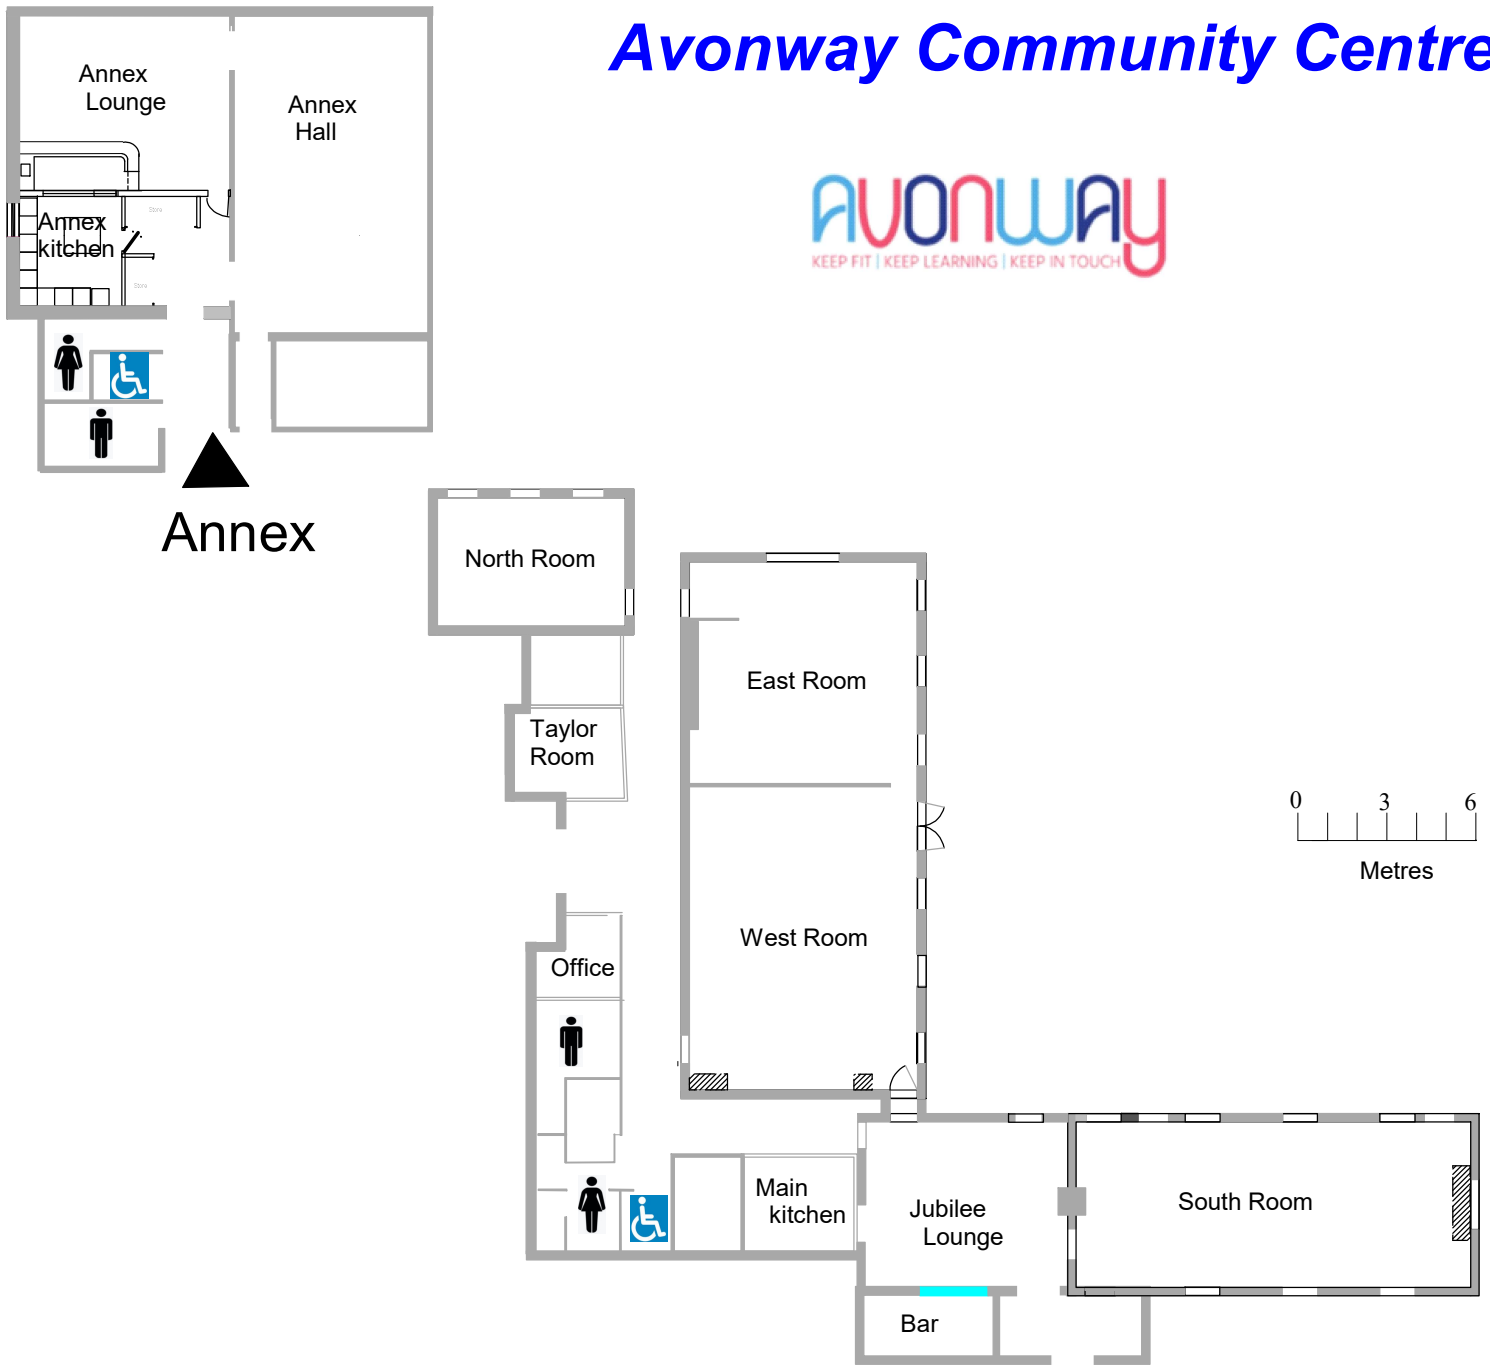 Avonway Community Centre
Annex
Lounge
Annex
Hall
AVONWAY
KEEP FIT | KEEP LEARNING | KEEP IN TOUCH
Store
Annex
kitchen
Store
Annex
North Room
East Room
Taylor
Room
0 3 6
Metres
West Room
Office
Main
kitchen
Jubilee
Lounge
South Room
Bar